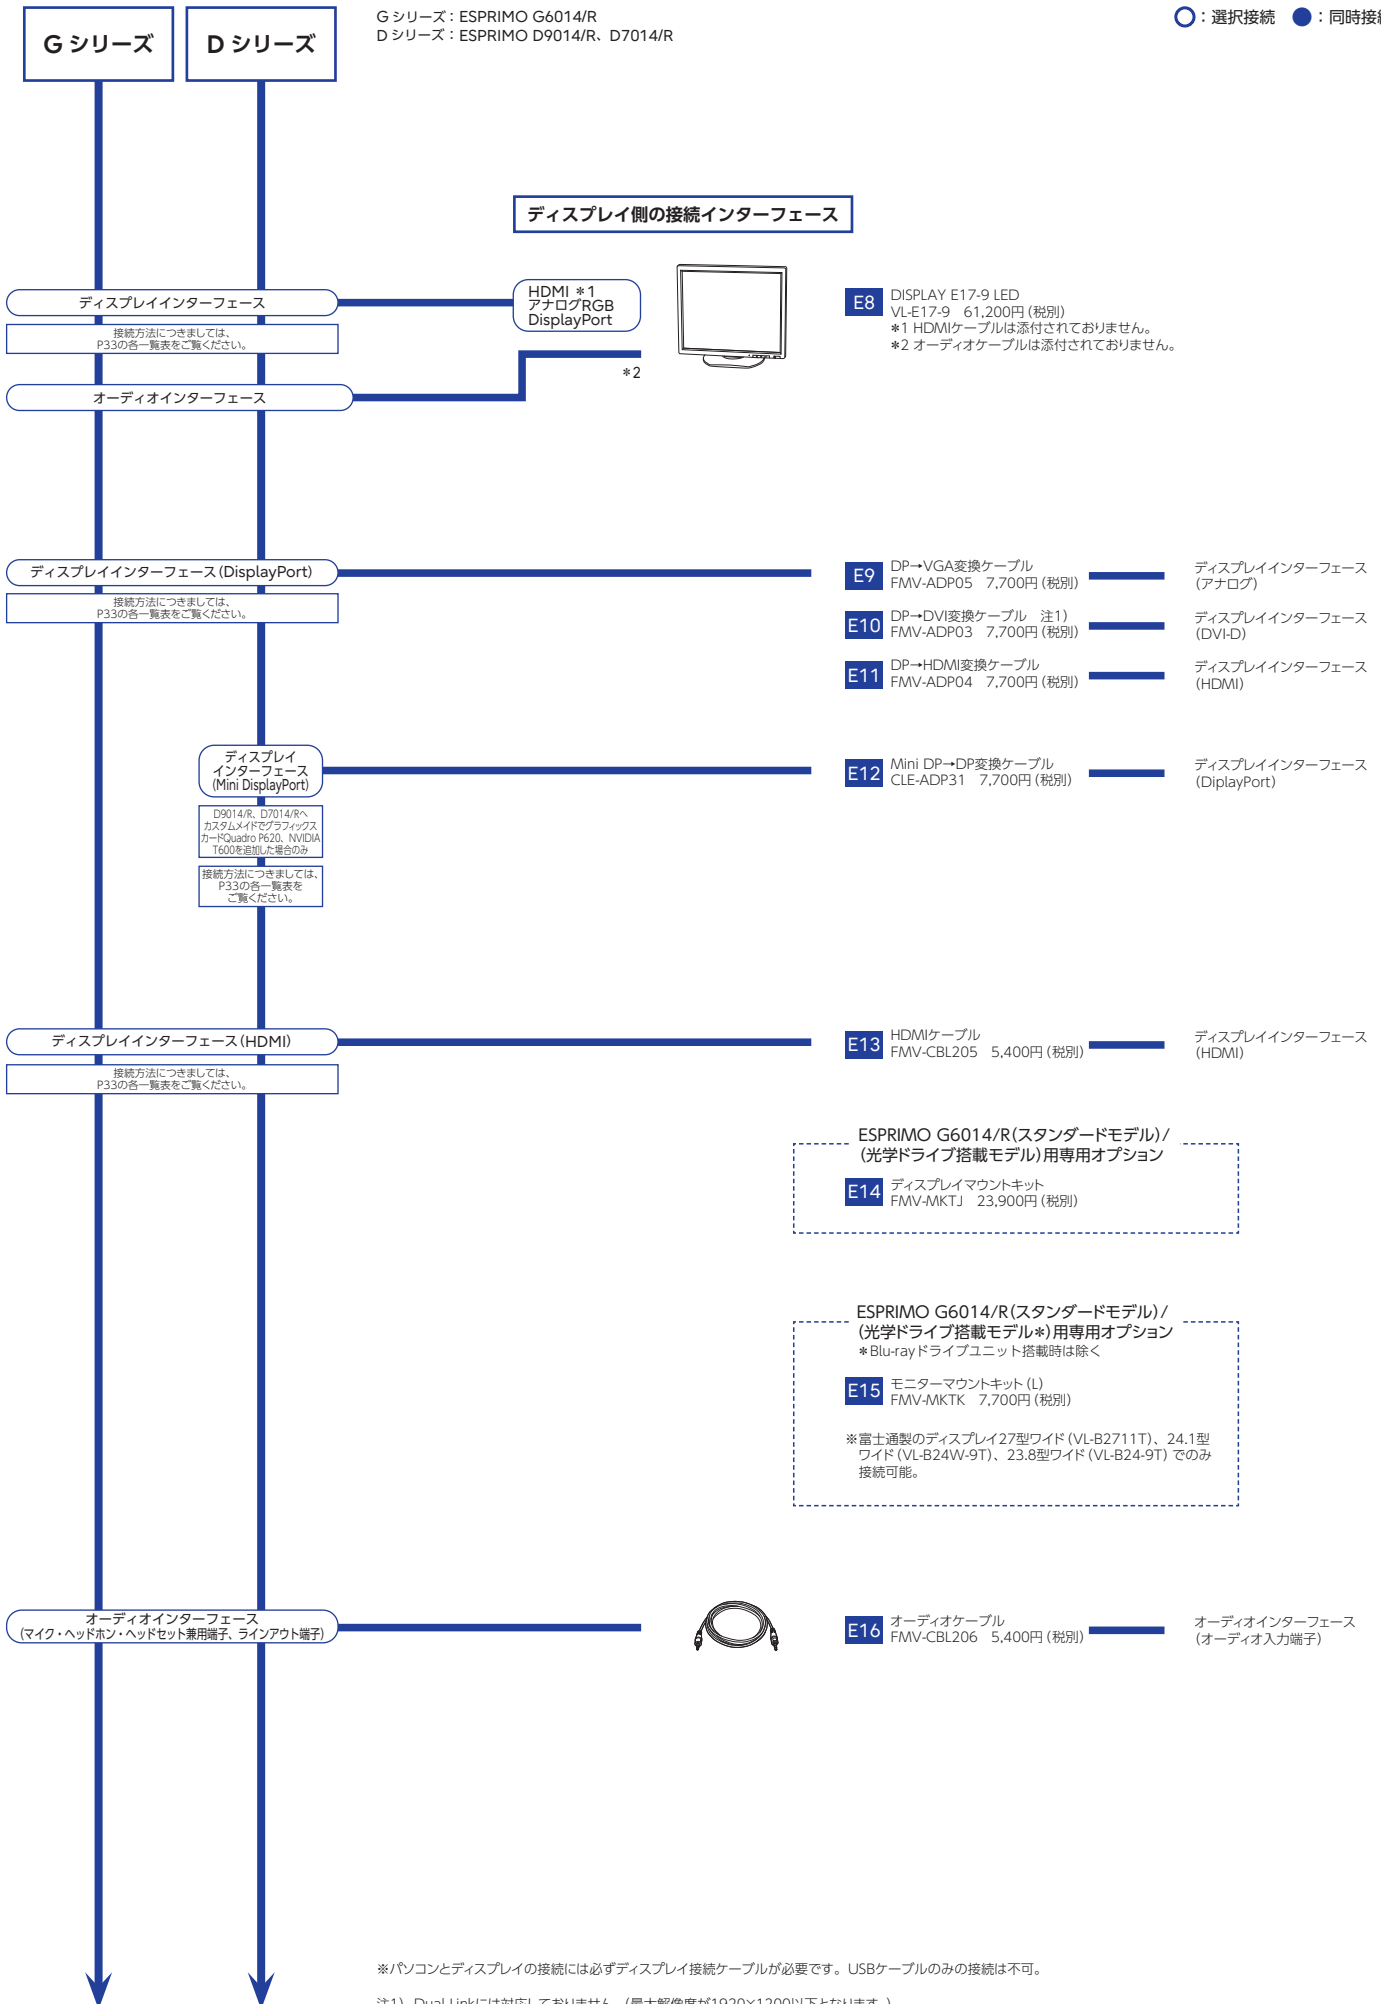 G シリーズ
D シリーズ
G シリーズ：ESPRIMO G6014/R
D シリーズ：ESPRIMO D9014/R、D7014/R
：選択接続
：同時接
ディスプレイ側の接続インターフェース
ディスプレイインターフェース
接続方法につきましては、
P33の各一覧表をご覧ください。
HDMI ＊1
アナログRGB
DisplayPort
E8
DISPLAY E17-9 LED
VL-E17-9　61,200円（税別）
＊1 HDMIケーブルは添付されておりません。
＊2 オーディオケーブルは添付されておりません。
＊2
オーディオインターフェース
ディスプレイインターフェース（DisplayPort）
接続方法につきましては、
P33の各一覧表をご覧ください。
E9
DP→VGA変換ケーブル
FMV-ADP05　7,700円（税別）
ディスプレイインターフェース
（アナログ）
E10
DP→DVI変換ケーブル　注1）
FMV-ADP03　7,700円（税別）
ディスプレイインターフェース
（DVI-D）
E11
DP→HDMI変換ケーブル
FMV-ADP04　7,700円（税別）
ディスプレイインターフェース
（HDMI）
ディスプレイ
インターフェース
（Mini DisplayPort）
D9014/R、D7014/Rへ
カスタムメイドでグラフィックス
カードQuadro P620、NVIDIA
T600を追加した場合のみ
接続方法につきましては、
P33の各一覧表を
ご覧ください。
E12
Mini DP→DP変換ケーブル
CLE-ADP31　7,700円（税別）
ディスプレイインターフェース
（DiplayPort）
ディスプレイインターフェース（HDMI）
接続方法につきましては、
P33の各一覧表をご覧ください。
E13
HDMIケーブル
FMV-CBL205　5,400円（税別）
ディスプレイインターフェース
（HDMI）
ESPRIMO G6014/R（スタンダードモデル）/
（光学ドライブ搭載モデル）用専用オプション
E14
ディスプレイマウントキット
FMV-MKTJ　23,900円（税別）
ESPRIMO G6014/R（スタンダードモデル）/
（光学ドライブ搭載モデル＊）用専用オプション
＊Blu-rayドライブユニット搭載時は除く
E15
モニターマウントキット（L）
FMV-MKTK　7,700円（税別）
※富士通製のディスプレイ27型ワイド（VL-B2711T）、24.1型
ワイド（VL-B24W-9T）、23.8型ワイド（VL-B24-9T）でのみ
接続可能。
オーディオインターフェース
（マイク・ヘッドホン・ヘッドセット兼用端子、ラインアウト端子）
E16
オーディオケーブル
FMV-CBL206　5,400円（税別）
オーディオインターフェース
（オーディオ入力端子）
※パソコンとディスプレイの接続には必ずディスプレイ接続ケーブルが必要です。USBケーブルのみの接続は不可。
注1）Dual Linkには対応しておりません。（最大解像度が1920×1200以下となります。）